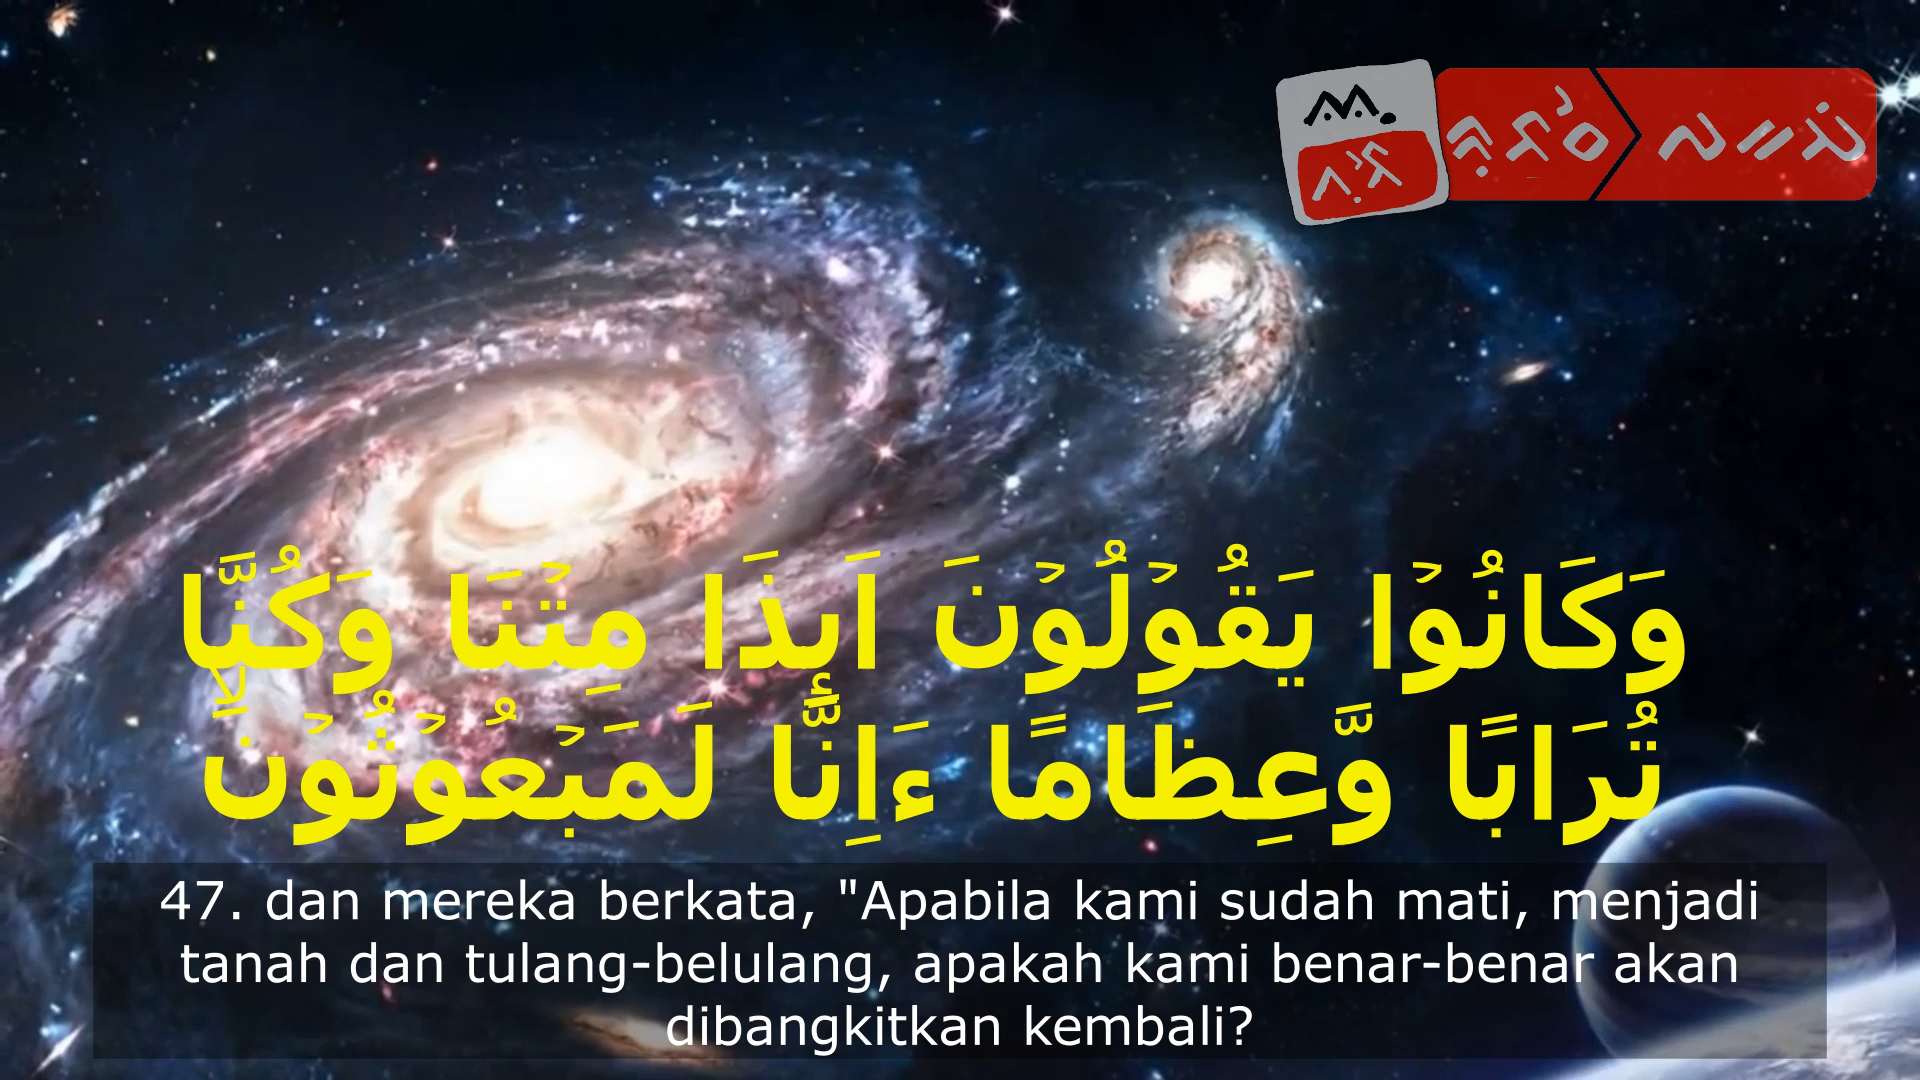 وَكَانُوۡا يَقُوۡلُوۡنَ اَٮِٕذَا مِتۡنَا وَكُنَّا
تُرَابًا وَّعِظَامًا ءَاِنَّا لَمَبۡعُوۡثُوۡنَۙ
47. dan mereka berkata, "Apabila kami sudah mati, menjadi
tanah dan tulang-belulang, apakah kami benar-benar akan
dibangkitkan kembali?